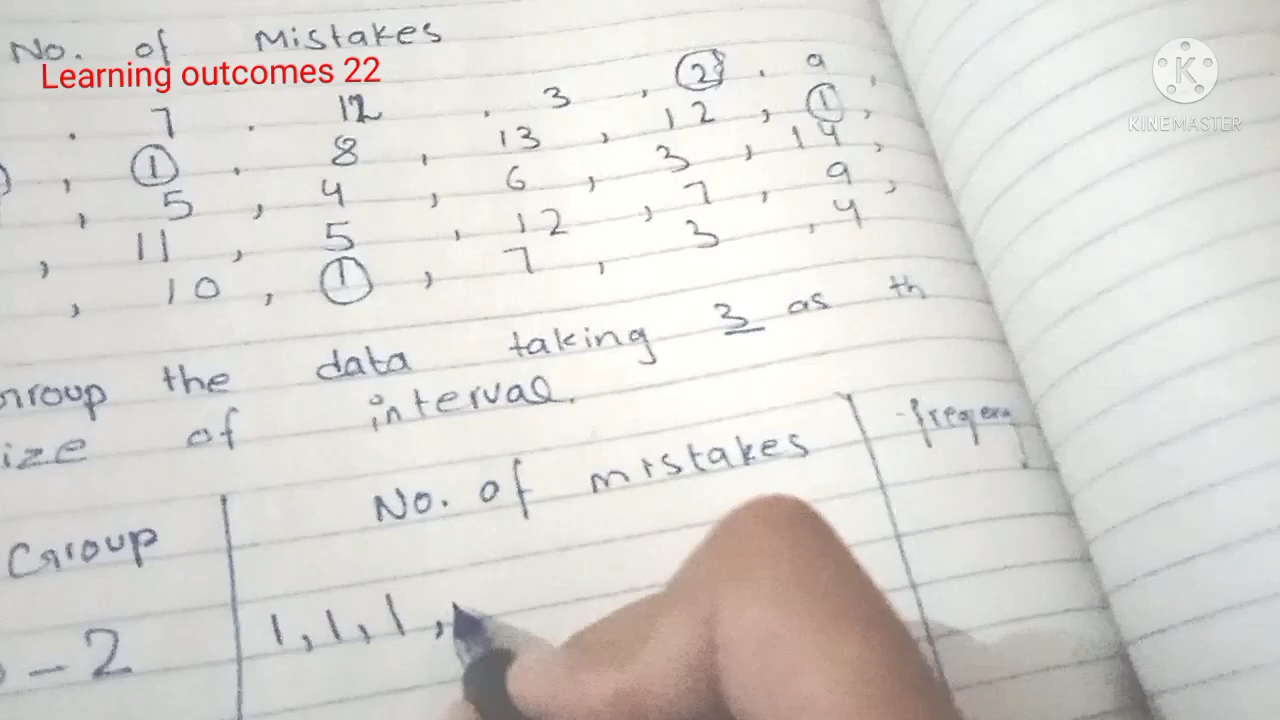 No. of Mistakes
Learning outcomes 22
. 7 . 12 . 3 , 2 . 9 ,
, 1 . 8 , 13 , 12 , 1 ,
, 5 , 4 , 6 , 3 , 14 ,
, 11 , 5 , 12 , 7 , 9 ,
, 10 , 1 , 7 , 3 , 4
Group the data taking 3 as th
ize of interval.
Group No. of mistakes
- 2 1, 1, 1,
K
KINEMASTER